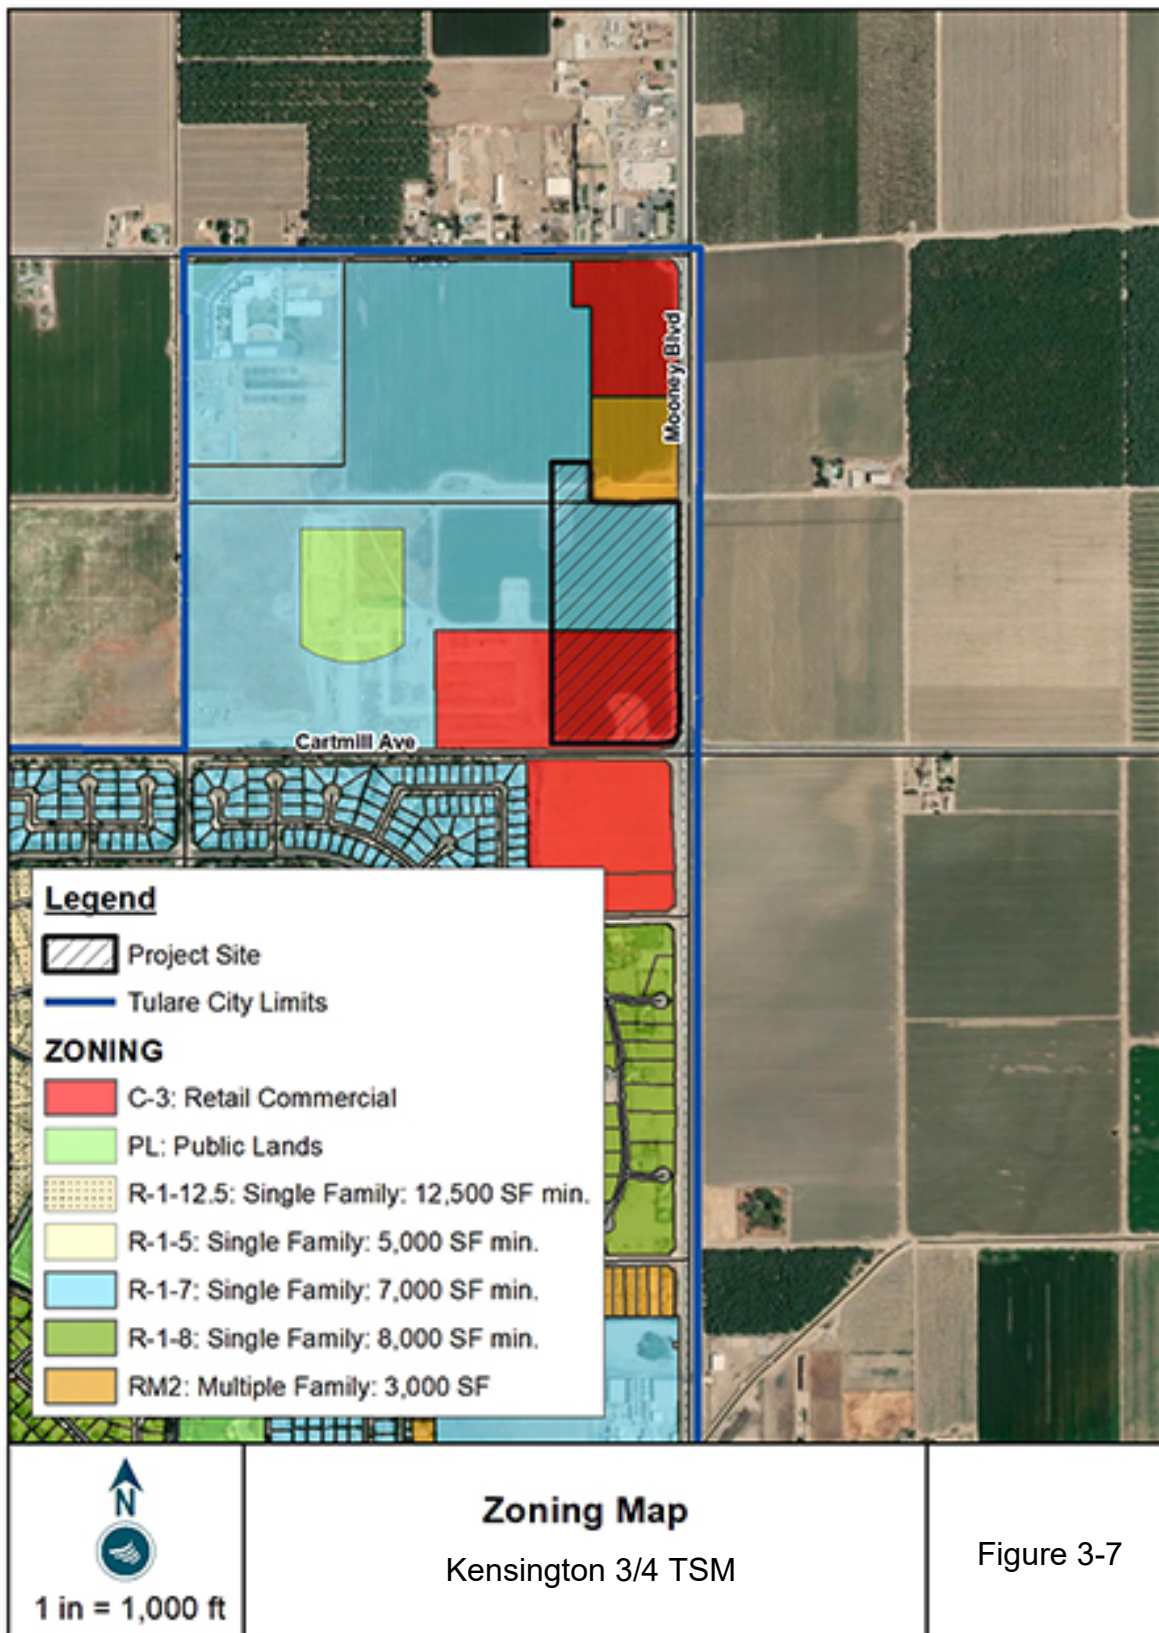 Mooney Blvd
Cartmill Ave
Legend
Project Site
Tulare City Limits
ZONING
C-3: Retail Commercial
PL: Public Lands
R-1-12.5: Single Family: 12,500 SF min.
R-1-5: Single Family: 5,000 SF min.
R-1-7: Single Family: 7,000 SF min.
R-1-8: Single Family: 8,000 SF min.
RM2: Multiple Family: 3,000 SF
N
1 in = 1,000 ft
Zoning Map
Kensington 3/4 TSM
Figure 3-7